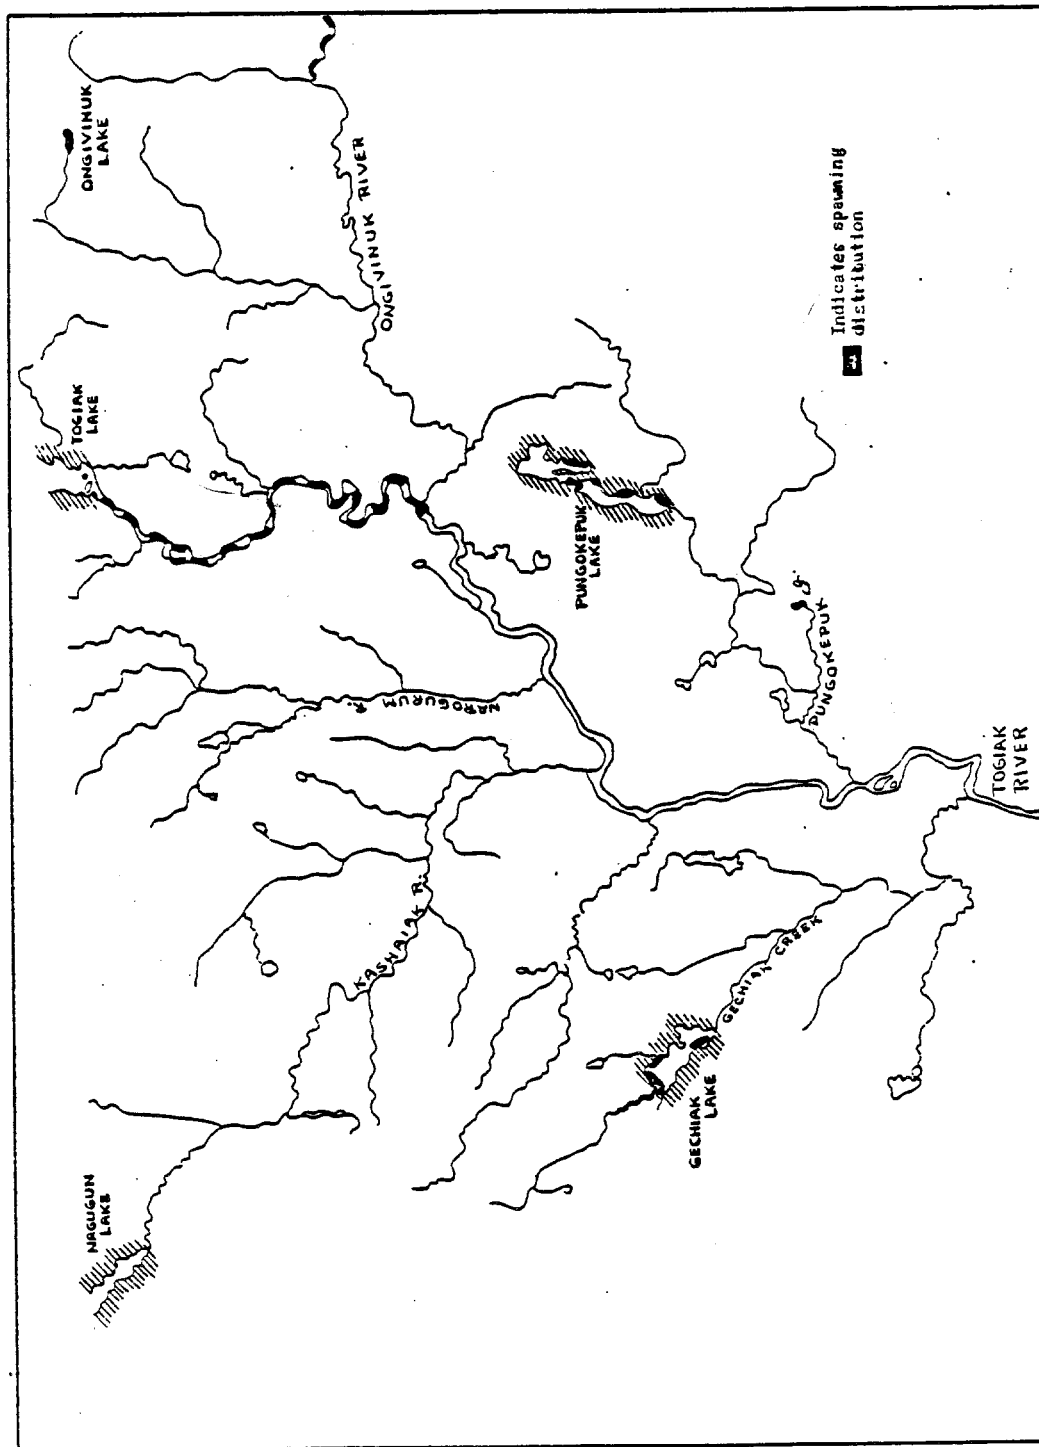 ONGIVINUK
LAKE
TOGIAK
LAKE
ONGIVINUK RIVER
Indicates spawning
distribution
PUNGOKEPUK
LAKE
PUNGOKEPUK
NAROGURUM
R.
TOGIAK
RIVER
KASHAIAK R.
GECHIAK CREEK
GECHIAK
LAKE
NAGUGUN
LAKE